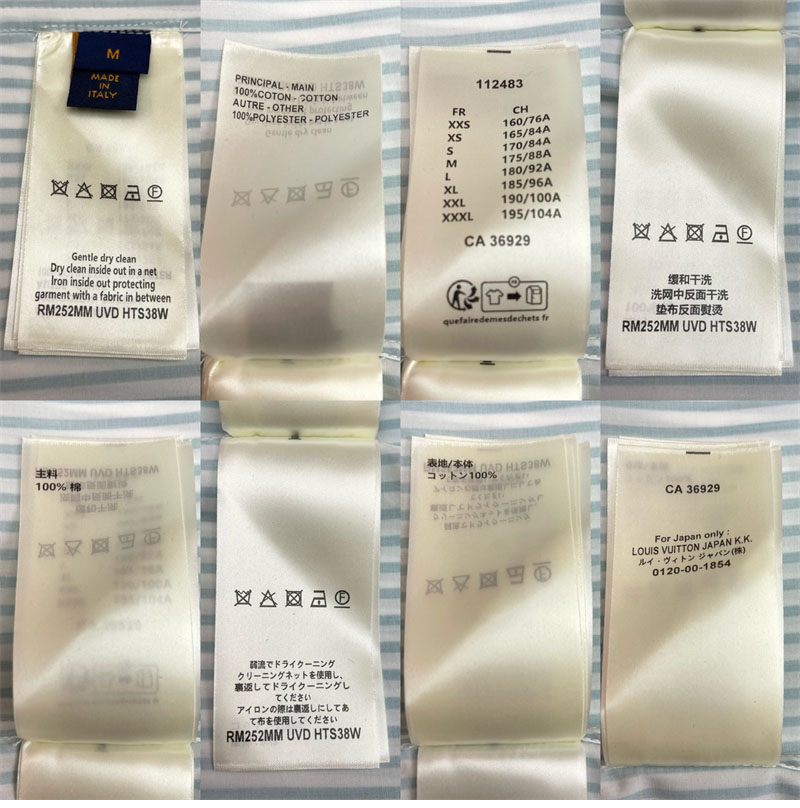 M
MADE
IN
ITALY
Gentle dry clean
Dry clean inside out in a net
Iron inside out protecting
garment with a fabric in between
RM252MM UVD HTS38W
PRINCIPAL - MAIN
100%COTON - COTTON
AUTRE - OTHER
100%POLYESTER - POLYESTER
112483
FR CH
XXS 160/76A
XS 165/84A
S 170/84A
M 175/88A
L 180/92A
XL 185/96A
XXL 190/100A
XXXL 195/104A
CA 36929
FR
quefairedemesdechets.fr
缓和干洗
洗网中反面干洗
垫布反面熨烫
RM252MM UVD HTS38W
主料
100% 棉
弱流でドライクーニング
クリーニングネットを使用し、
裏返してドライクーニングし
てください
アイロンの際は裏返しにしてあ
て布を使用してください
RM252MM UVD HTS38W
表地/本体
コットン100%
CA 36929
For Japan only :
LOUIS VUITTON JAPAN K.K.
ルイ・ヴィトン ジャパン(株)
0120-00-1854